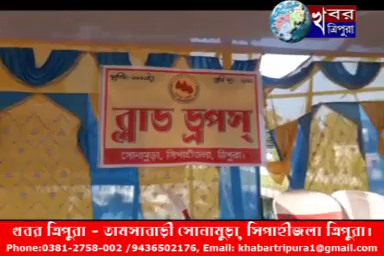 খবর
ত্রিপুরা
ব্লাড ড্রপস্
সোনামুড়া, সিপাহীজলা, ত্রিপুরা।
খবর ত্রিপুরা - তামসাবাড়ী সোনামুড়া, সিপাহীজলা ত্রিপুরা।
Phone:0381-2758-002 /9436502176, Email: khabartripura1@gmail.com